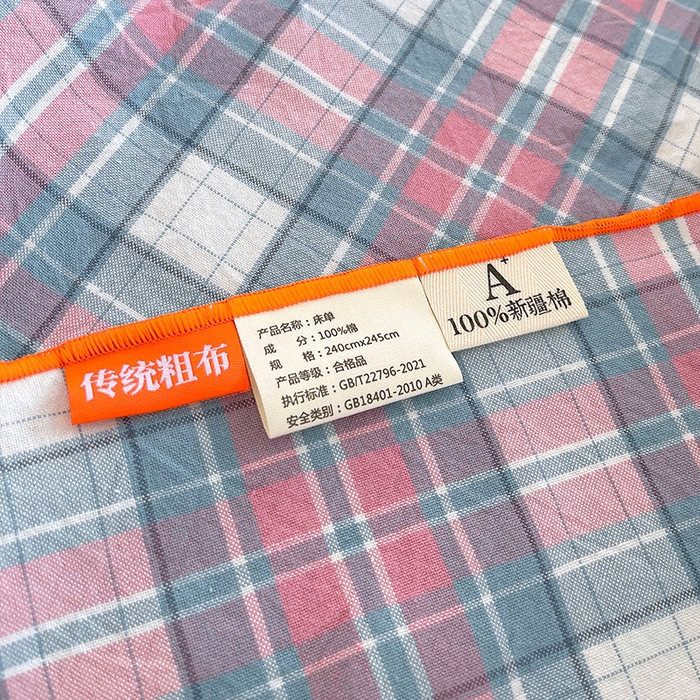 传统粗布
产品名称：床单
成 分：100%棉
规 格：240cmx245cm
产品等级：合格品
执行标准：GB/T22796-2021
安全类别：GB18401-2010 A类
A+
100%新疆棉